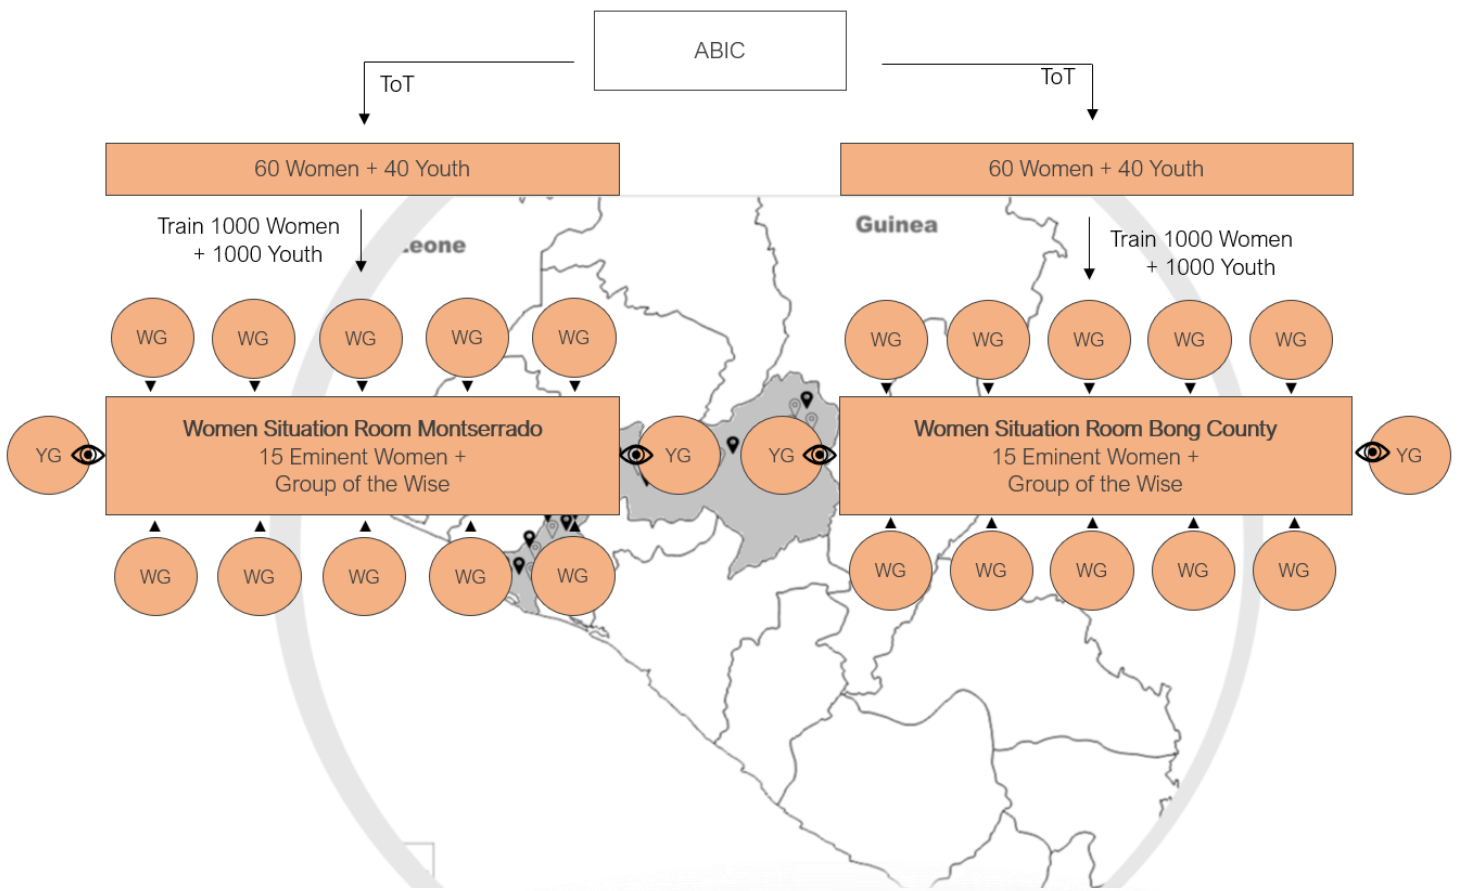 ABIC
ToT
ToT
60 Women + 40 Youth
60 Women + 40 Youth
Train 1000 Women
+ 1000 Youth
Train 1000 Women
+ 1000 Youth
eone
Guinea
WG
WG
WG
WG
WG
WG
WG
WG
WG
WG
YG
Women Situation Room Montserrado
15 Eminent Women +
Group of the Wise
YG
YG
Women Situation Room Bong County
15 Eminent Women +
Group of the Wise
YG
WG
WG
WG
WG
WG
WG
WG
WG
WG
WG